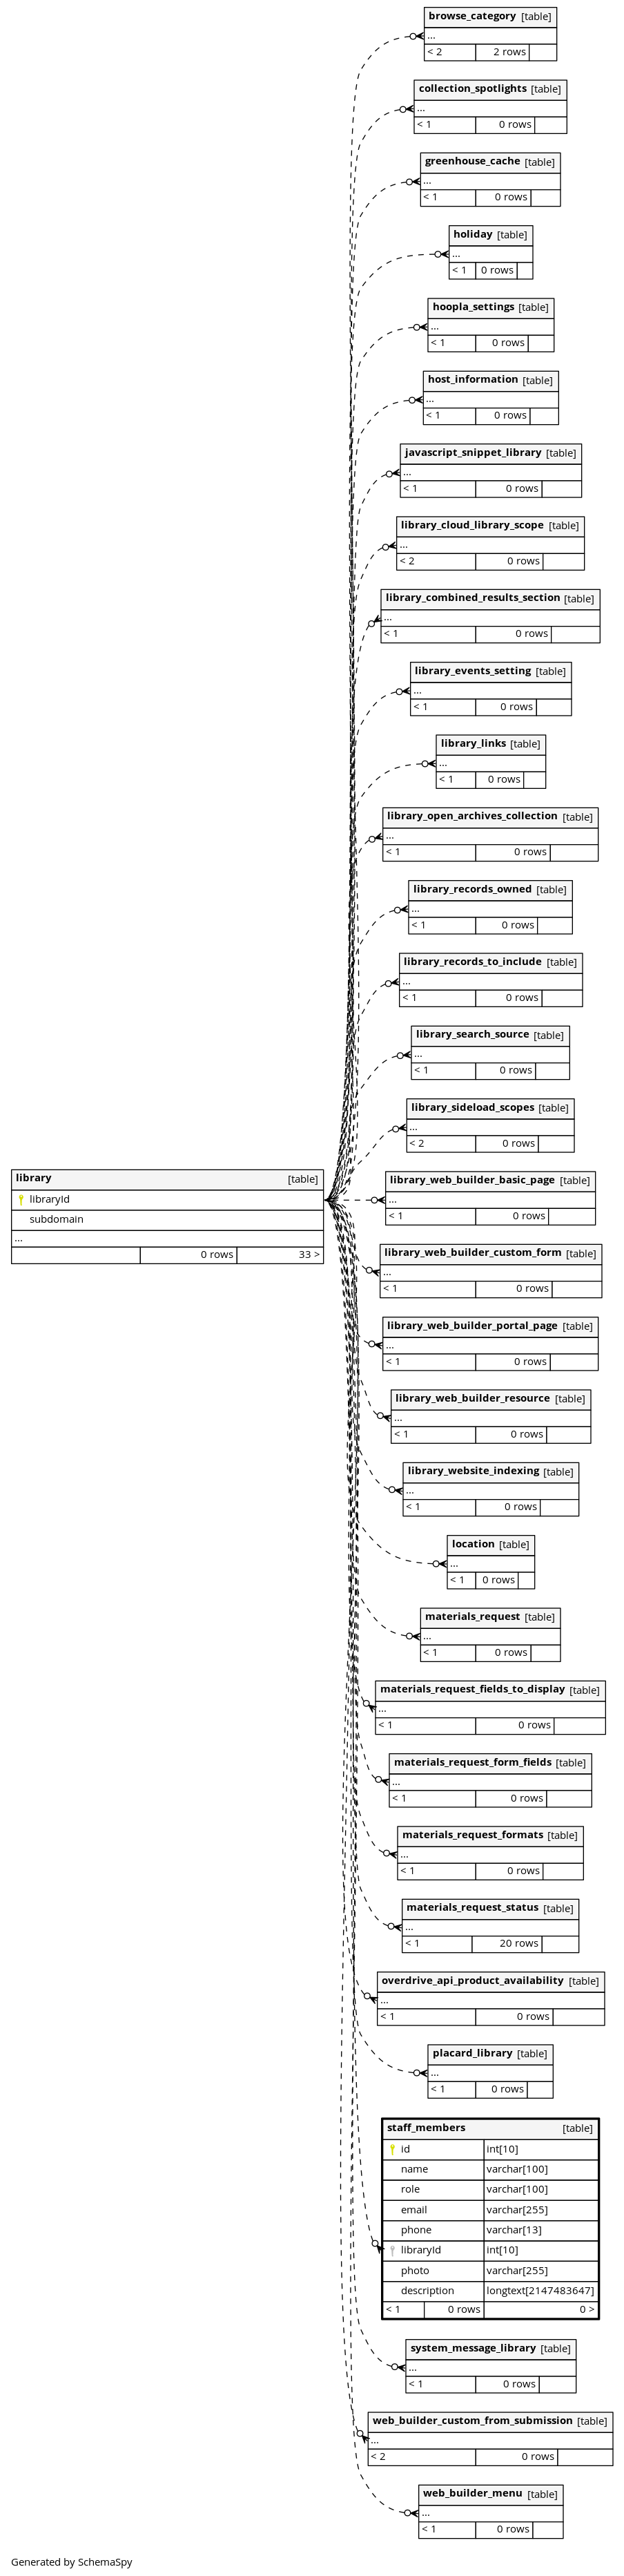 browse_category [table]
...
< 2 2 rows
collection_spotlights [table]
...
< 1 0 rows
greenhouse_cache [table]
...
< 1 0 rows
holiday [table]
...
< 1 0 rows
hoopla_settings [table]
...
< 1 0 rows
host_information [table]
...
< 1 0 rows
javascript_snippet_library [table]
...
< 1 0 rows
library_cloud_library_scope [table]
...
< 2 0 rows
library_combined_results_section [table]
...
< 1 0 rows
library_events_setting [table]
...
< 1 0 rows
library_links [table]
...
< 1 0 rows
library_open_archives_collection [table]
...
< 1 0 rows
library_records_owned [table]
...
< 1 0 rows
library_records_to_include [table]
...
< 1 0 rows
library_search_source [table]
...
< 1 0 rows
library_sideload_scopes [table]
...
< 2 0 rows
library [table]
libraryId
subdomain
...
0 rows 33 >
library_web_builder_basic_page [table]
...
< 1 0 rows
library_web_builder_custom_form [table]
...
< 1 0 rows
library_web_builder_portal_page [table]
...
< 1 0 rows
library_web_builder_resource [table]
...
< 1 0 rows
library_website_indexing [table]
...
< 1 0 rows
location [table]
...
< 1 0 rows
materials_request [table]
...
< 1 0 rows
materials_request_fields_to_display [table]
...
< 1 0 rows
materials_request_form_fields [table]
...
< 1 0 rows
materials_request_formats [table]
...
< 1 0 rows
materials_request_status [table]
...
< 1 20 rows
overdrive_api_product_availability [table]
...
< 1 0 rows
placard_library [table]
...
< 1 0 rows
staff_members [table]
id int[10]
name varchar[100]
role varchar[100]
email varchar[255]
phone varchar[13]
libraryId int[10]
photo varchar[255]
description longtext[2147483647]
< 1 0 rows 0 >
system_message_library [table]
...
< 1 0 rows
web_builder_custom_from_submission [table]
...
< 2 0 rows
web_builder_menu [table]
...
< 1 0 rows
Generated by SchemaSpy